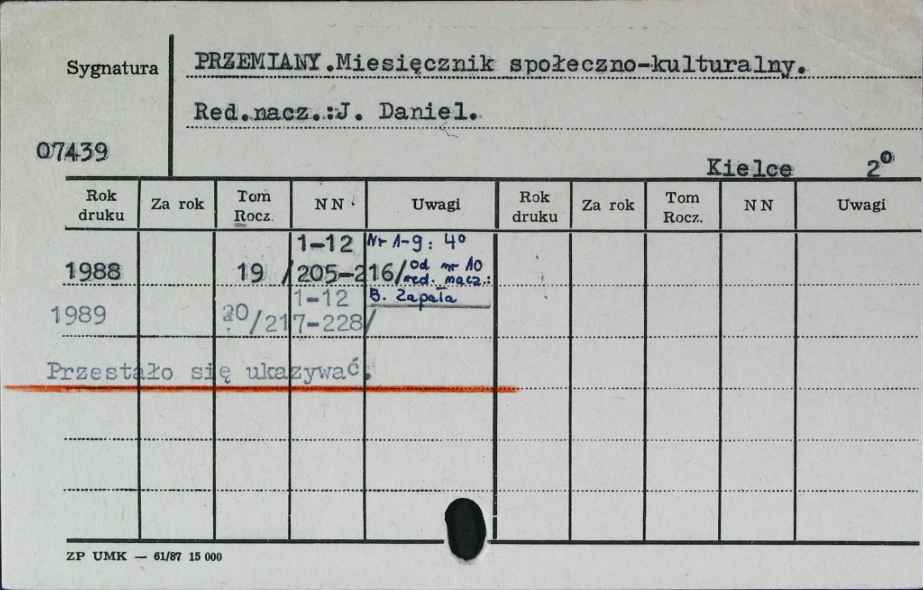 Sygnatura PRZEMIANY.Miesięcznik społeczno-kulturalny.
Red.nacz.:J. Daniel.
07439
Kielce 2°
Rok druku Za rok Tom Rocz. NN Uwagi Rok druku Za rok Tom Rocz. NN Uwagi
1-12 Nr 1-9: 4°
1988 19 /205-216/ od nr 10 red. nacz.:
1-12 B. Zapała
1989 20/217-228/
Przestało się ukazywać.
ZP UMK — 61/87 15 000